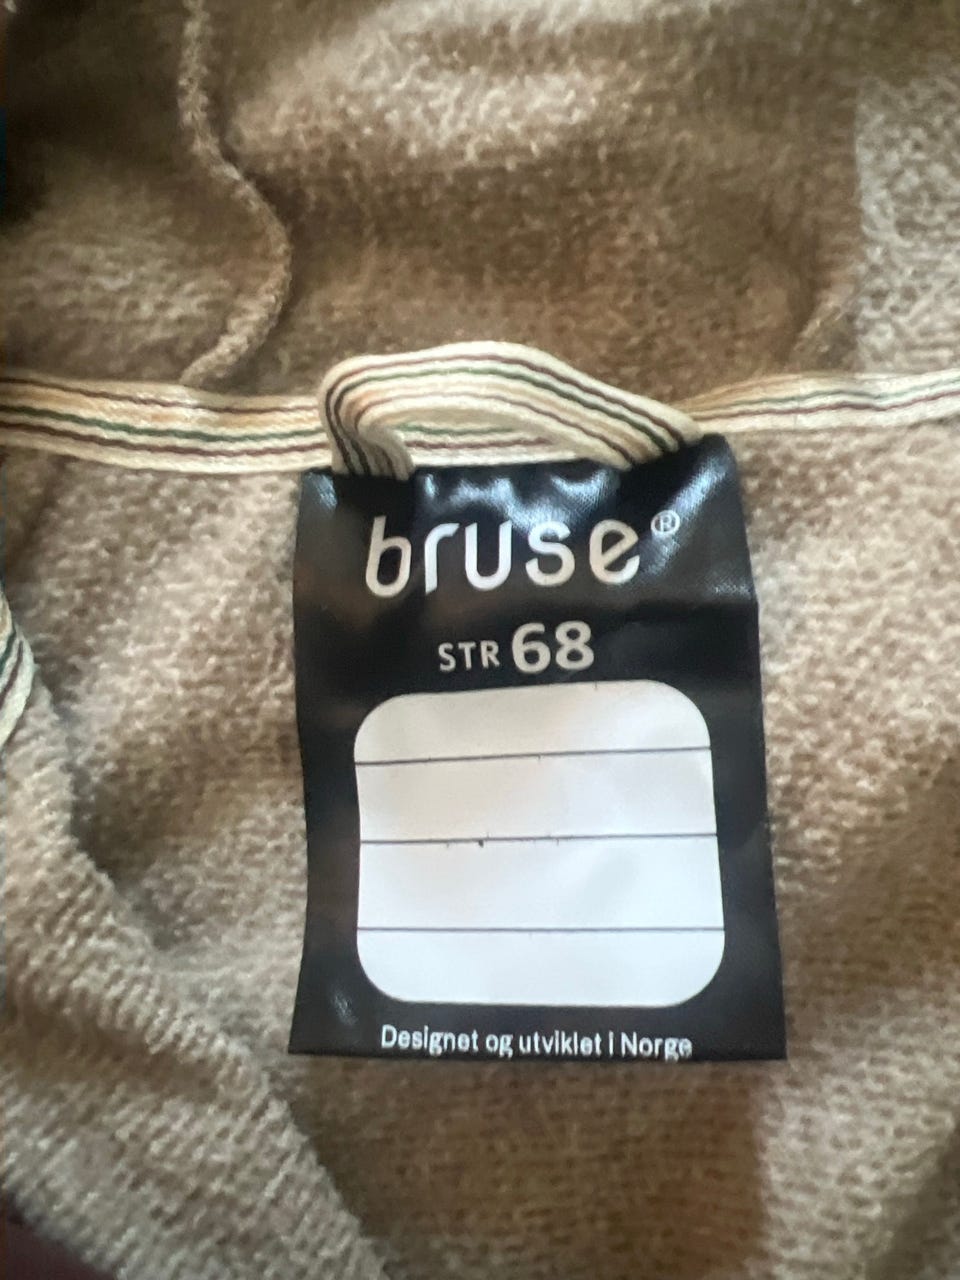 bruse®
STR 68
Designet og utviklet i Norge